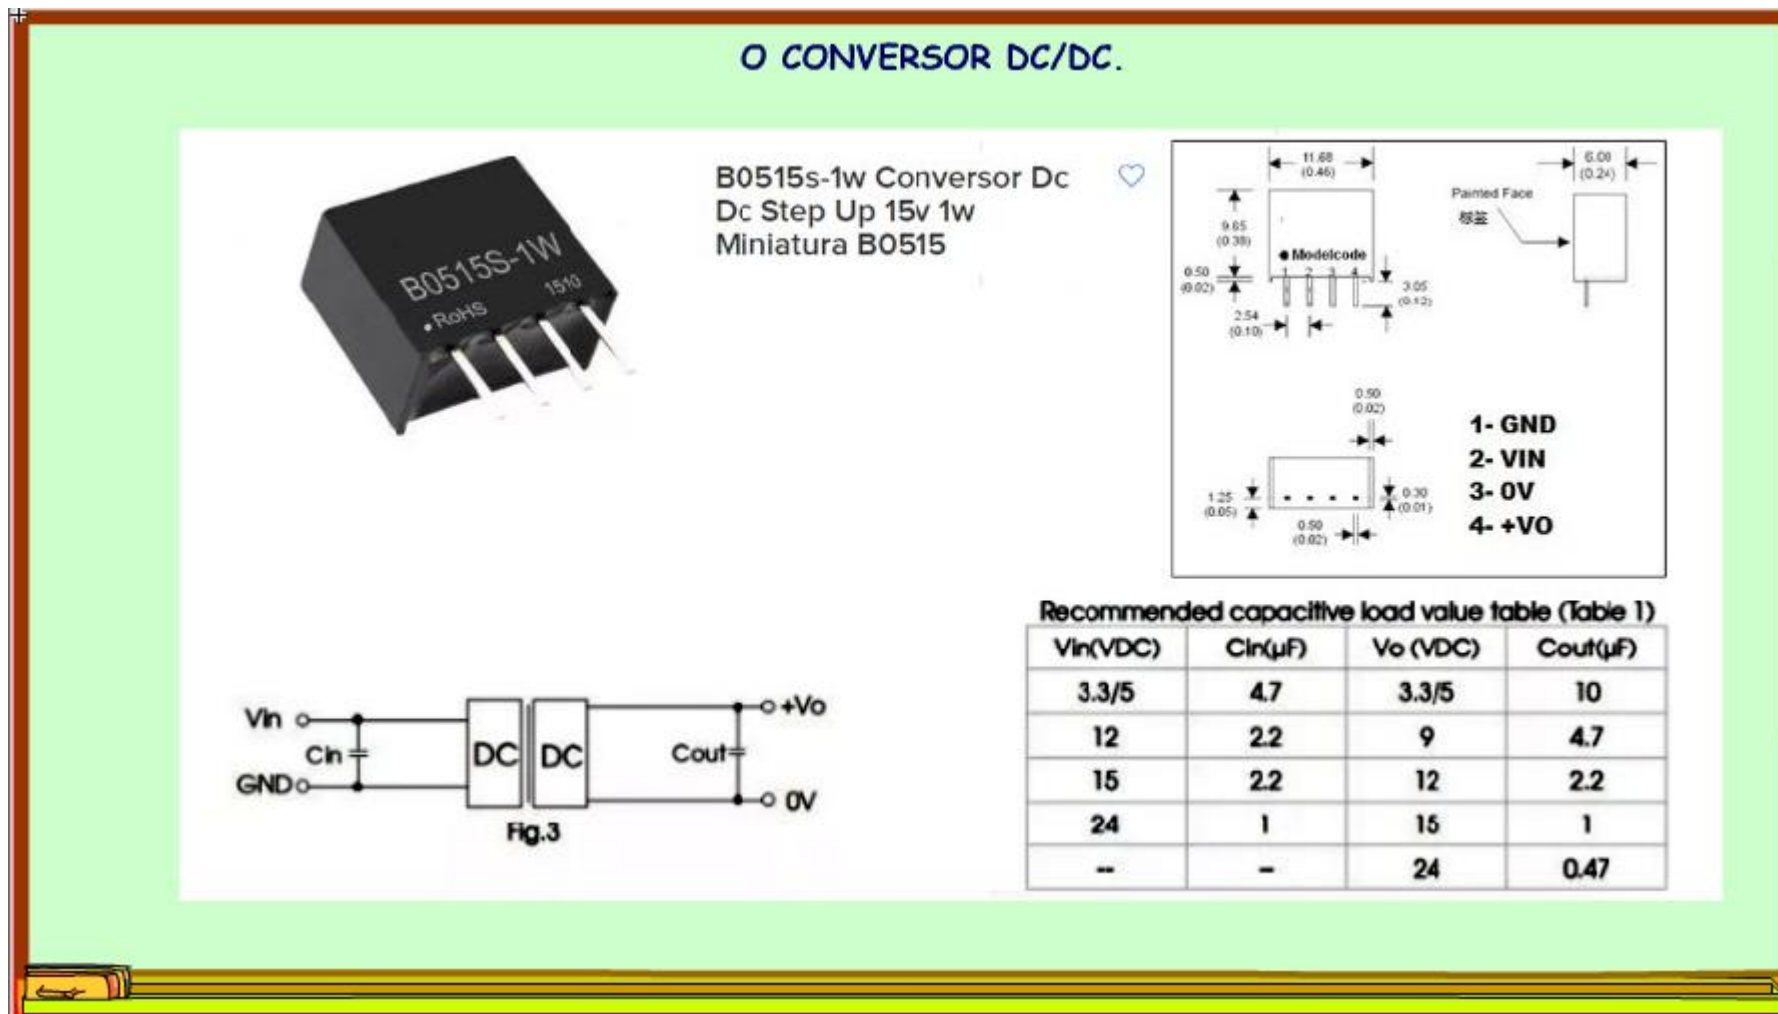 O CONVERSOR DC/DC.
B0515S-1W
RoHS 1510
B0515s-1w Conversor Dc
Dc Step Up 15v 1w
Miniatura B0515
11.68
(0.46)
6.00
(0.24)
Painted Face
标签
9.65
(0.38)
Modelcode
1 2 3 4
0.50
(0.02)
3.05
(0.12)
2.54
(0.10)
0.50
(0.02)
1.25
(0.05)
0.30
(0.01)
0.50
(0.02)
1- GND
2- VIN
3- 0V
4- +VO
Vin
Cin
GND
DC DC
Cout
+Vo
0V
Fig.3
Recommended capacitive load value table (Table 1)
Vin(VDC) Cin(μF) Vo (VDC) Cout(μF)
3.3/5 4.7 3.3/5 10
12 2.2 9 4.7
15 2.2 12 2.2
24 1 15 1
-- – 24 0.47